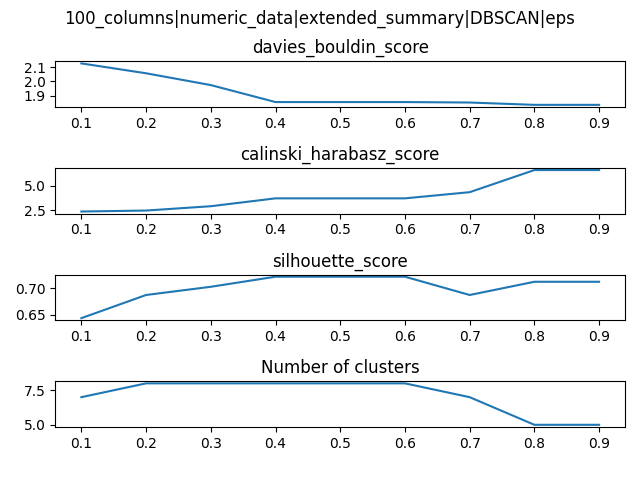 100_columns|numeric_data|extended_summary|DBSCAN|eps
davies_bouldin_score
2.1
2.0
1.9
0.1 0.2 0.3 0.4 0.5 0.6 0.7 0.8 0.9
calinski_harabasz_score
5.0
2.5
0.1 0.2 0.3 0.4 0.5 0.6 0.7 0.8 0.9
silhouette_score
0.70
0.65
0.1 0.2 0.3 0.4 0.5 0.6 0.7 0.8 0.9
Number of clusters
7.5
5.0
0.1 0.2 0.3 0.4 0.5 0.6 0.7 0.8 0.9